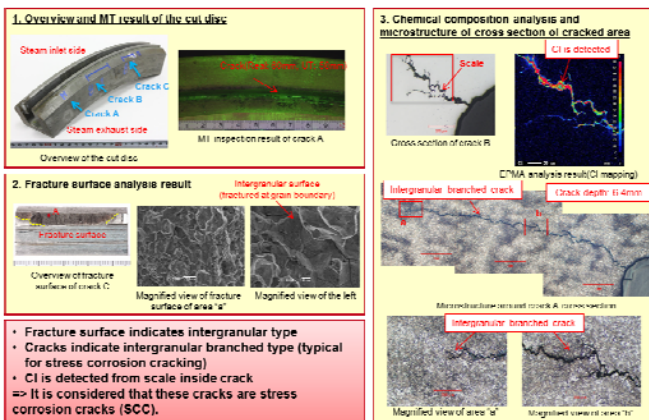 1. Overview and MT result of the cut disc
Steam inlet side
Crack C
Crack B
Crack A
Steam exhaust side
Overview of the cut disc
MT inspection result of crack A
2. Fracture surface analysis result
Intergranular surface
(fractured at grain boundary)
Fracture surface
Overview of fracture
surface of crack C
Magnified view of fracture
surface of area "a"
Magnified view of the left
• Fracture surface indicates intergranular type
• Cracks indicate intergranular branched type (typical
for stress corrosion cracking)
• Cl is detected from scale inside crack
=> It is considered that these cracks are stress
corrosion cracks (SCC).
3. Chemical composition analysis and
microstructure of cross section of cracked area
Scale
Cl is detected
Cross section of crack B
EPMA analysis result(Cl mapping)
Intergranular branched crack
Crack depth: 6.4mm
Microstructure around crack A cross section
Intergranular branched crack
Magnified view of area "a"
Magnified view of area "b"